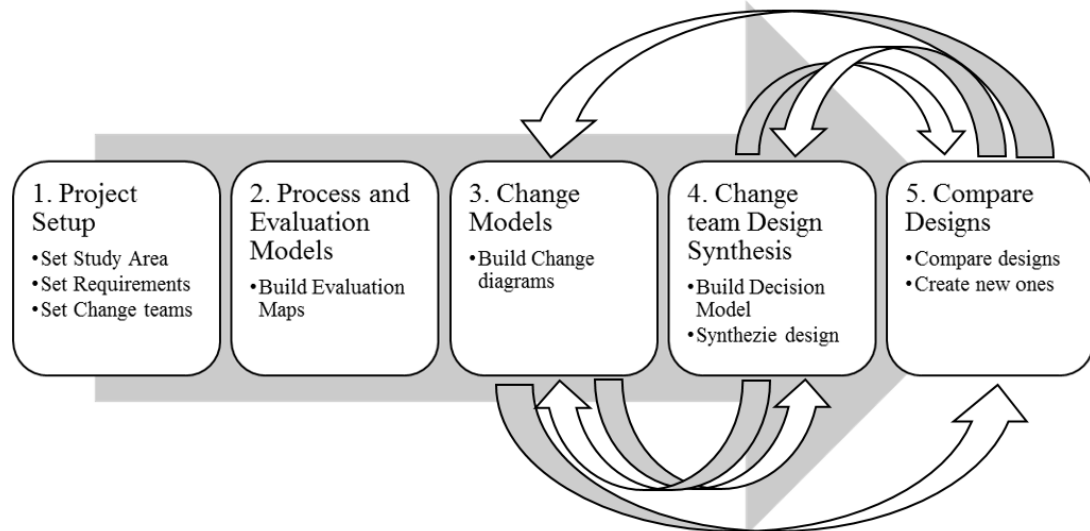 1. Project
Setup
•Set Study Area
•Set Requirements
•Set Change teams
2. Process and
Evaluation
Models
•Build Evaluation
Maps
3. Change
Models
•Build Change
diagrams
4. Change
team Design
Synthesis
•Build Decision
Model
•Synthezie design
5. Compare
Designs
•Compare designs
•Create new ones